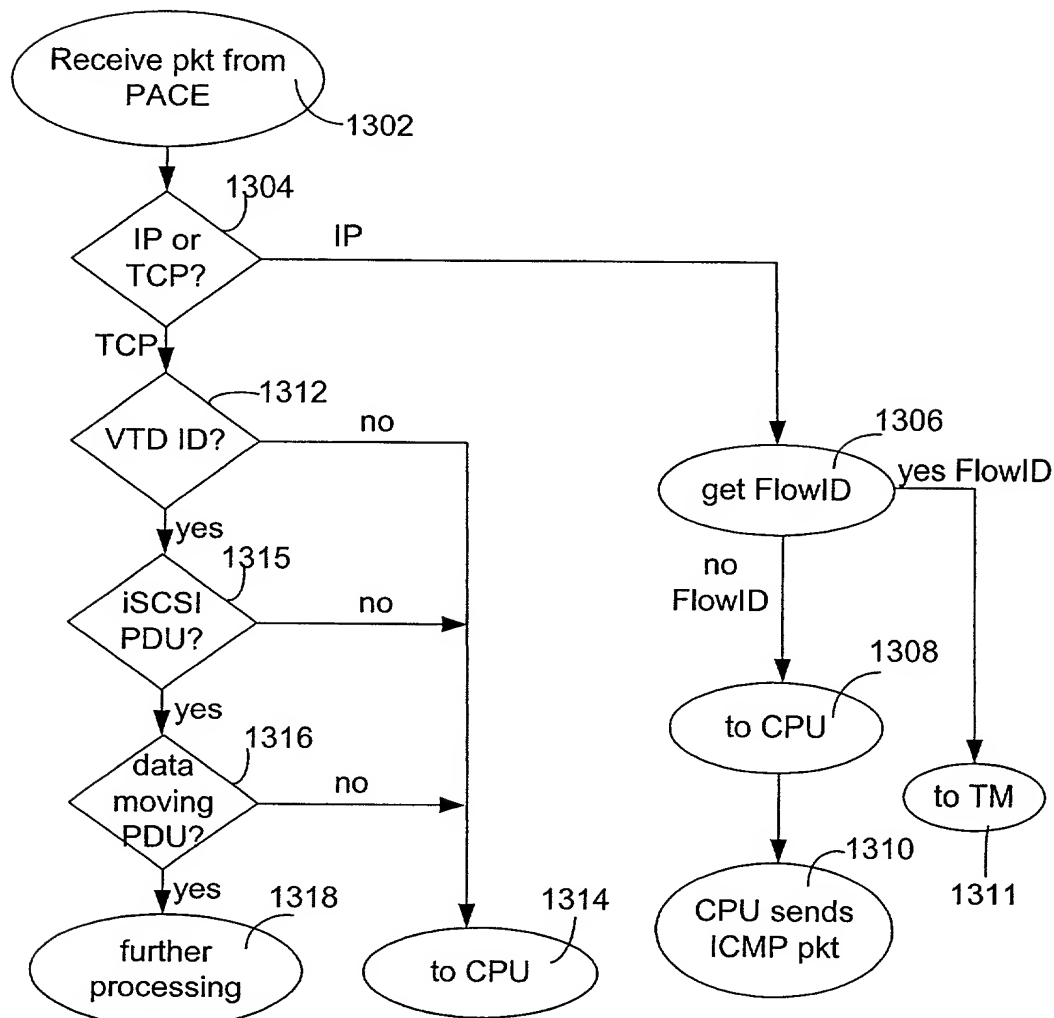 Receive pkt from
PACE
1302
1304
IP or
TCP?
IP
TCP
1312
VTD ID?
no
1306
get FlowID
yes FlowID
yes
1315
iSCSI
PDU?
no
no
FlowID
1308
to CPU
yes
1316
data
moving
PDU?
no
to TM
1311
yes
1318
further
processing
1314
to CPU
1310
CPU sends
ICMP pkt